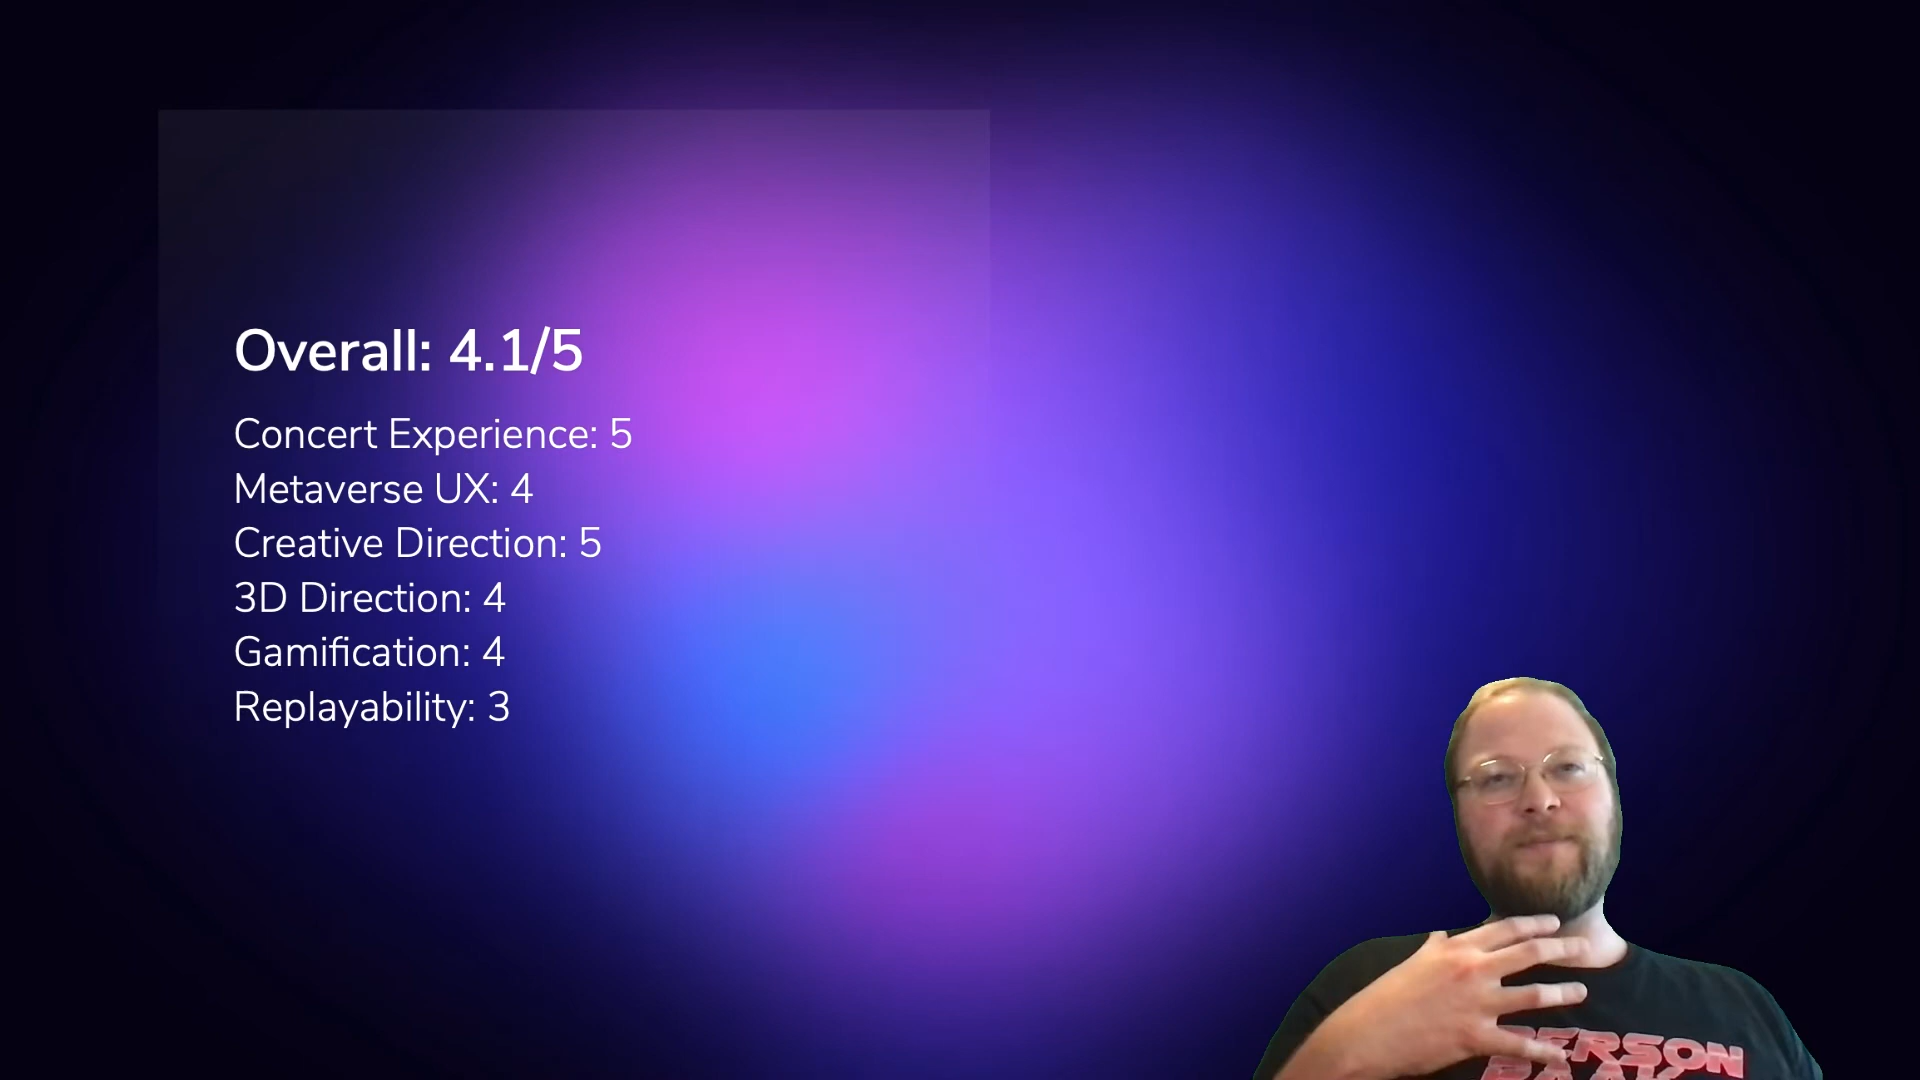 Overall: 4.1/5
Concert Experience: 5
Metaverse UX: 4
Creative Direction: 5
3D Direction: 4
Gamification: 4
Replayability: 3